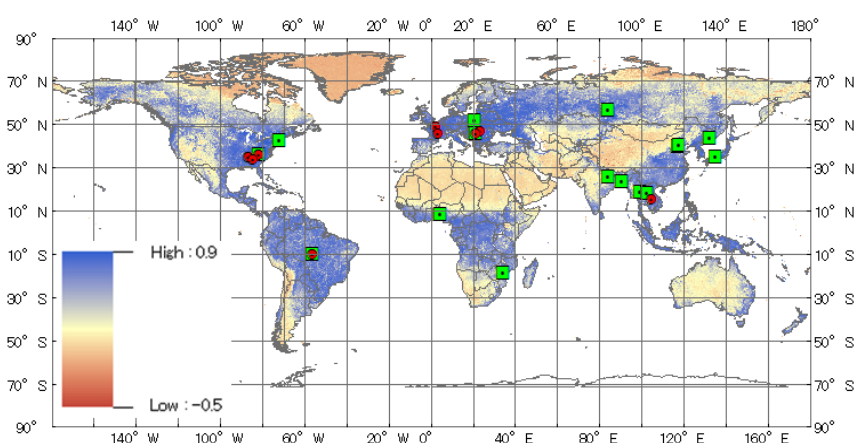 140° W 100° W 60° W 20° W 0° 20° E 60° E 100° E 140° E 180°
90° 90°
70° N 70° N
50° N 50° N
30° N 30° N
10° N 10° N
10° S 10° S
30° S 30° S
50° S 50° S
70° S 70° S
90° 90°
High : 0.9
Low : -0.5
140° W 100° W 60° W 20° W 0° 40° E 80° E 120° E 160° E